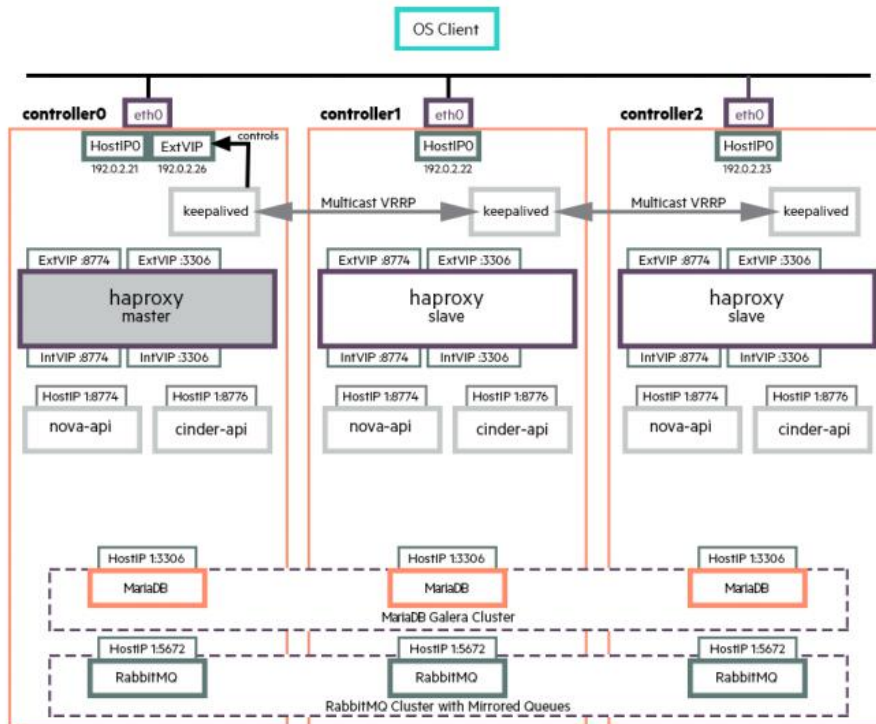 OS Client
controller0
eth0
controller1
eth0
controller2
eth0
HostIP0
ExtVIP
controls
HostIP0
HostIP0
192.0.2.21
192.0.2.26
192.0.2.22
192.0.2.23
keepalived
Multicast VRRP
keepalived
Multicast VRRP
keepalived
ExtVIP :8774
ExtVIP :3306
ExtVIP :8774
ExtVIP :3306
ExtVIP :8774
ExtVIP :3306
haproxy
master
haproxy
slave
haproxy
slave
IntVIP :8774
IntVIP :3306
IntVIP :8774
IntVIP :3306
IntVIP :8774
IntVIP :3306
HostIP 1:8774
HostIP 1:8776
HostIP 1:8774
HostIP 1:8776
HostIP 1:8774
HostIP 1:8776
nova-api
cinder-api
nova-api
cinder-api
nova-api
cinder-api
HostIP 1:3306
HostIP 1:3306
HostIP 1:3306
MariaDB
MariaDB
MariaDB
MariaDB Galera Cluster
HostIP 1:5672
HostIP 1:5672
HostIP 1:5672
RabbitMQ
RabbitMQ
RabbitMQ
RabbitMQ Cluster with Mirrored Queues